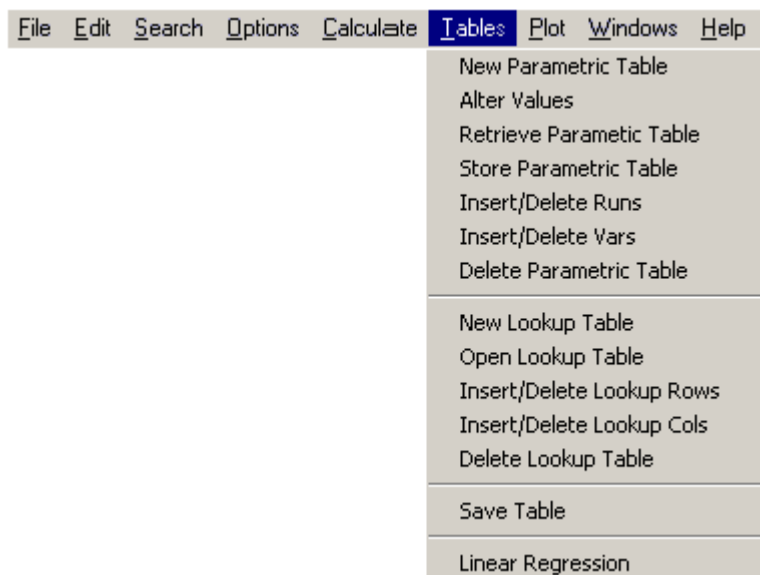 File Edit Search Options Calculate Tables Plot Windows Help
New Parametric Table
Alter Values
Retrieve Parametic Table
Store Parametric Table
Insert/Delete Runs
Insert/Delete Vars
Delete Parametric Table
New Lookup Table
Open Lookup Table
Insert/Delete Lookup Rows
Insert/Delete Lookup Cols
Delete Lookup Table
Save Table
Linear Regression